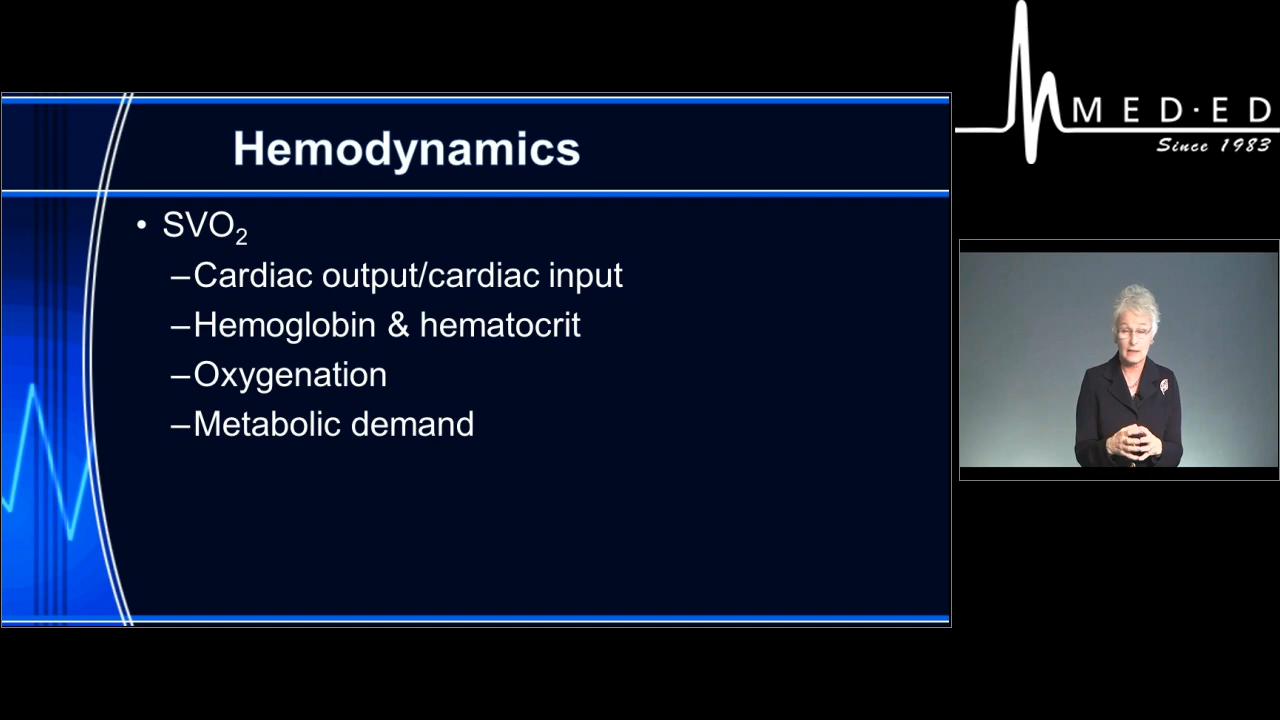 Hemodynamics
• SVO₂
–Cardiac output/cardiac input
–Hemoglobin & hematocrit
–Oxygenation
–Metabolic demand
MED·ED
Since 1983